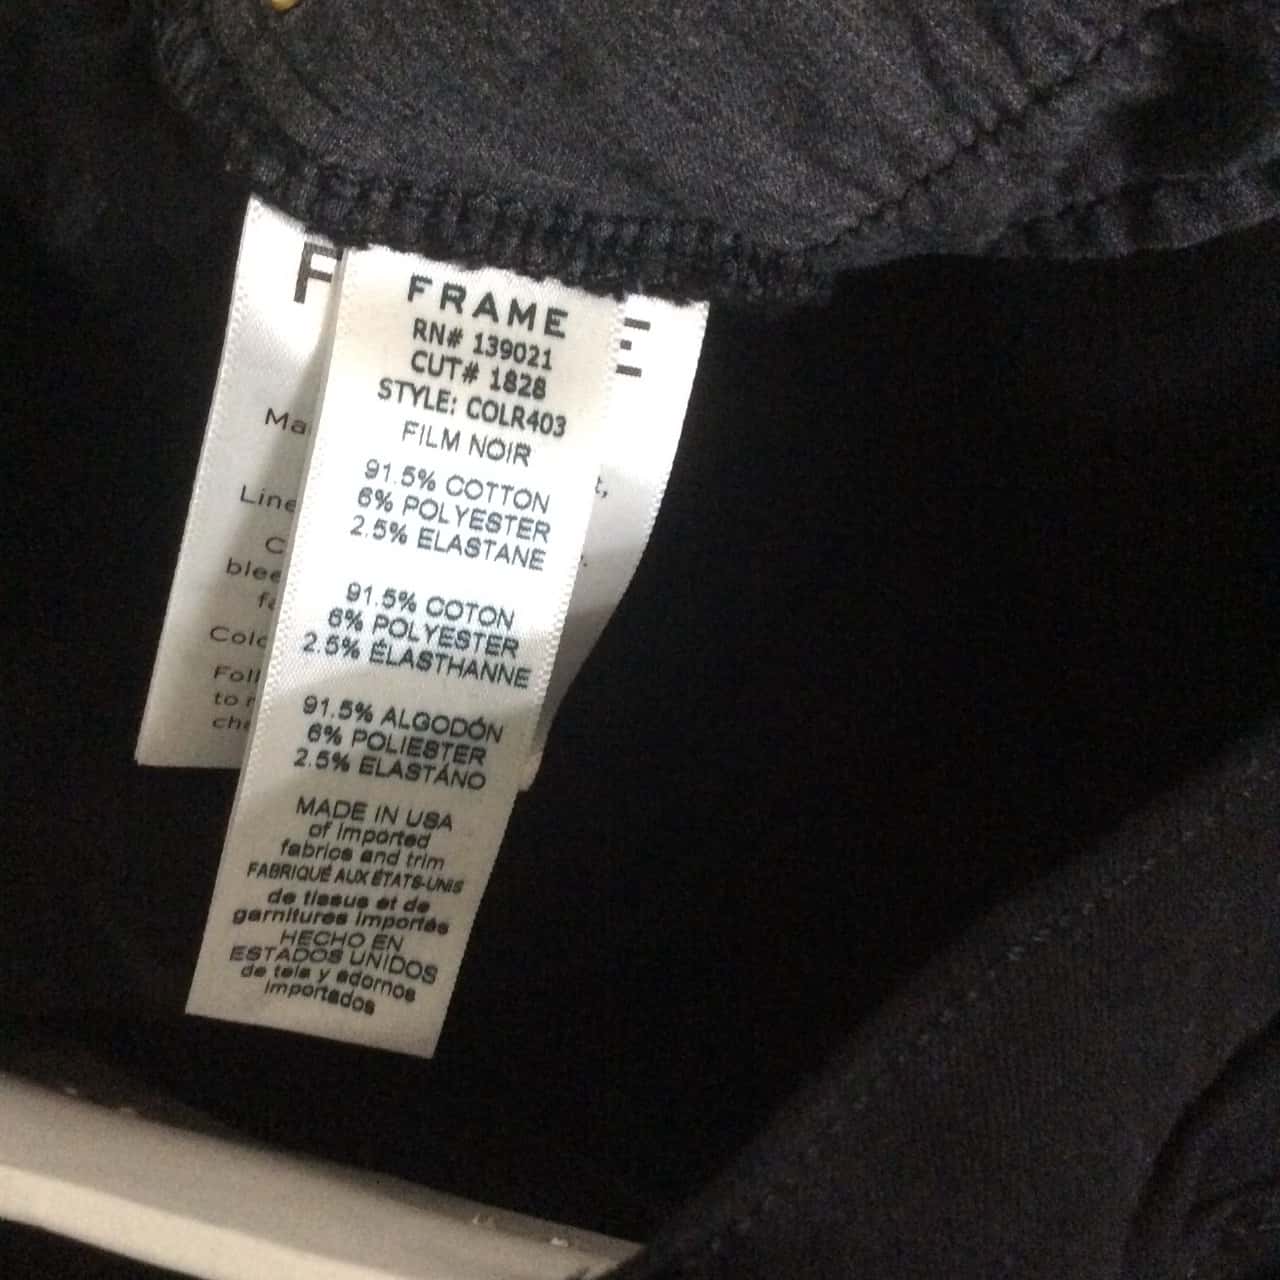 FRAME
RN# 139021
CUT# 1828
STYLE: COLR403
FILM NOIR
91.5% COTTON
6% POLYESTER
2.5% ELASTANE
91.5% COTON
6% POLYESTER
2.5% ÉLASTHANNE
91.5% ALGODÓN
6% POLIESTER
2.5% ELASTÁNO
MADE IN USA
of imported
fabrics and trim
FABRIQUÉ AUX ÉTATS-UNIS
de tissus et de
garnitures importés
HECHO EN
ESTADOS UNIDOS
de tela y adornos
importados